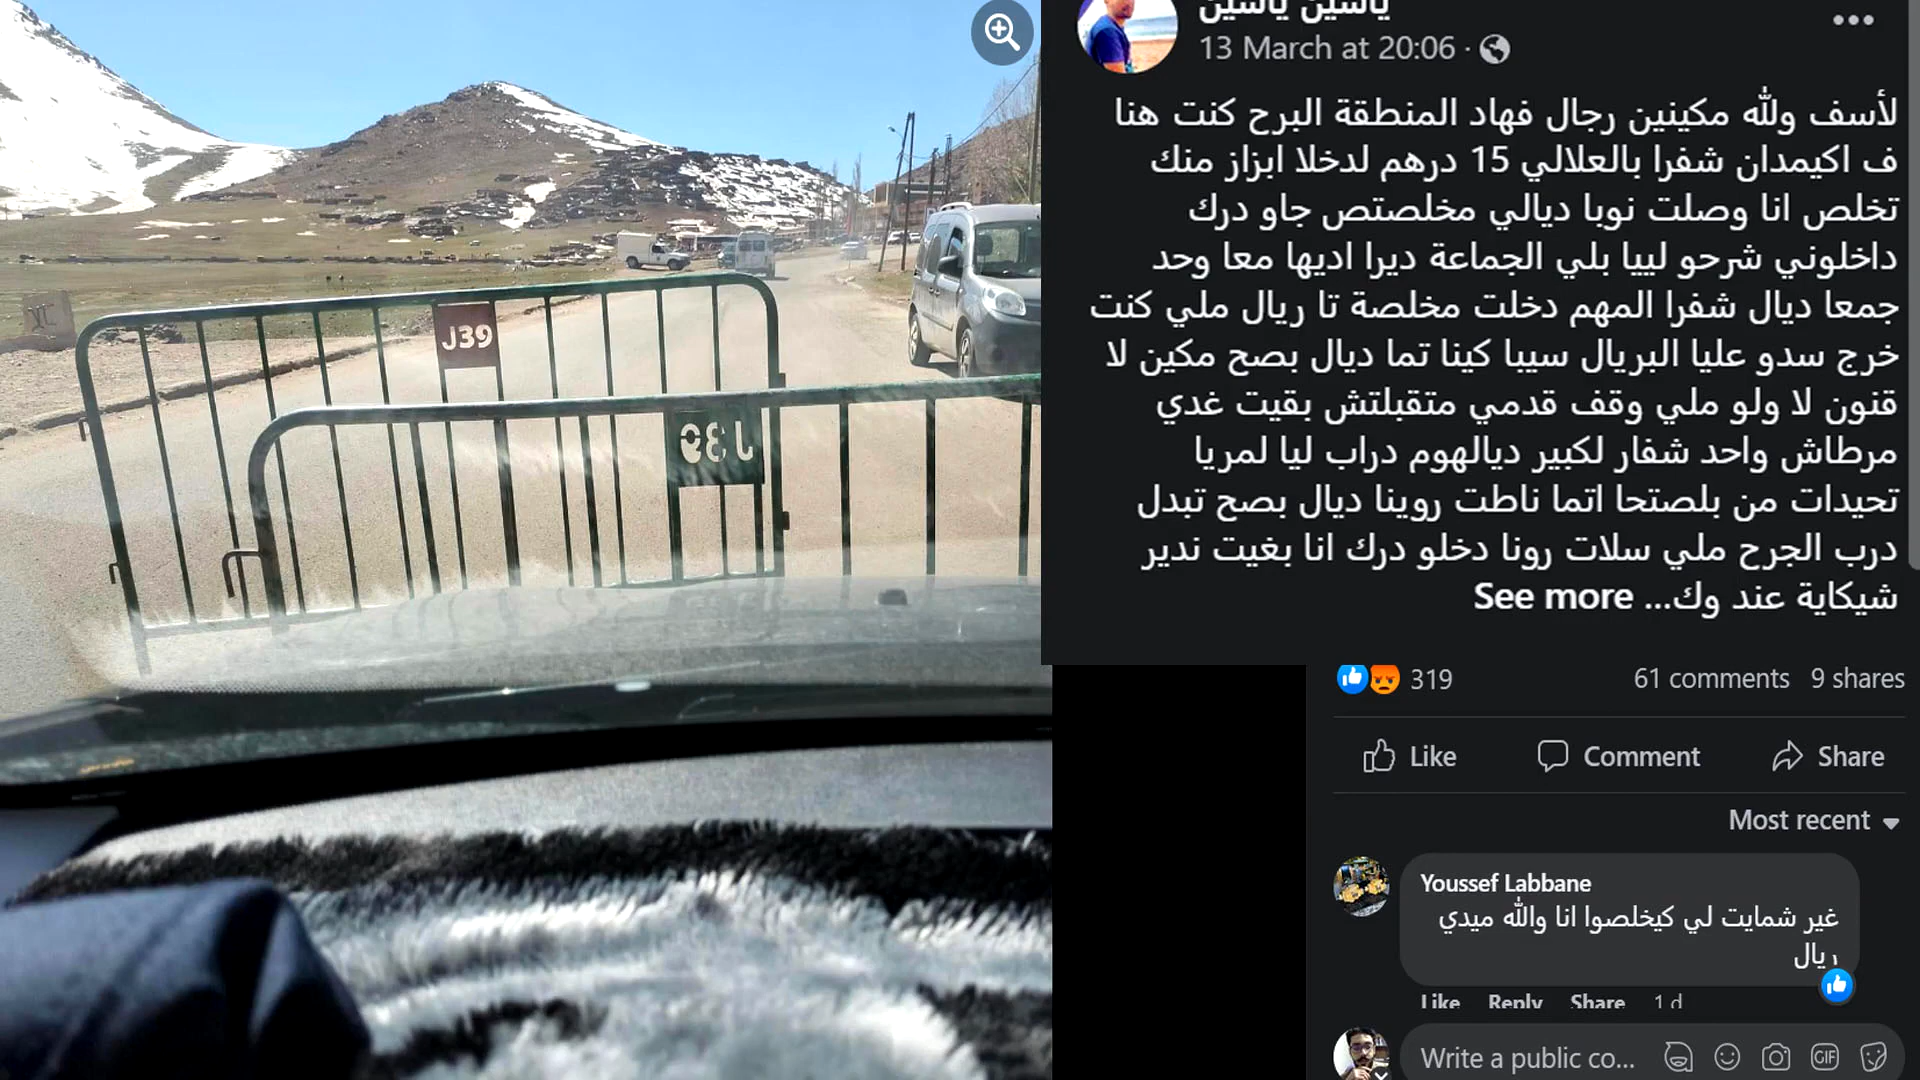 J39
J39
ياسين ياسين
13 March at 20:06
لأسف ولله مكينين رجال فهاد المنطقة البرح كنت هنا
ف اكيمدان شفرا بالعلالي 15 درهم لدخلا ابزاز منك
تخلص انا وصلت نوبا ديالي مخلصتص جاو درك
داخلوني شرحو لييا بلي الجماعة ديرا اديها معا وحد
جمعا ديال شفرا المهم دخلت مخلصة تا ريال ملي كنت
خرج سدو عليا البريال سيبا كينا تما ديال بصح مكين لا
قنون لا ولو ملي وقف قدمي متقبلتش بقيت غدي
مرطاش واحد شفار لكبير ديالهوم دراب ليا لمريا
تحيدات من بلصتحا اتما ناطت روينا ديال بصح تبدل
درب الجرح ملي سلات رونا دخلو درك انا بغيت ندير
شيكاية عند وك... See more
319
61 comments 9 shares
Like Comment Share
Most recent
Youssef Labbane
غير شمايت لي كيخلصوا انا والله ميدي
ريال
Like Reply Share 1 d
Write a public co...
GIF